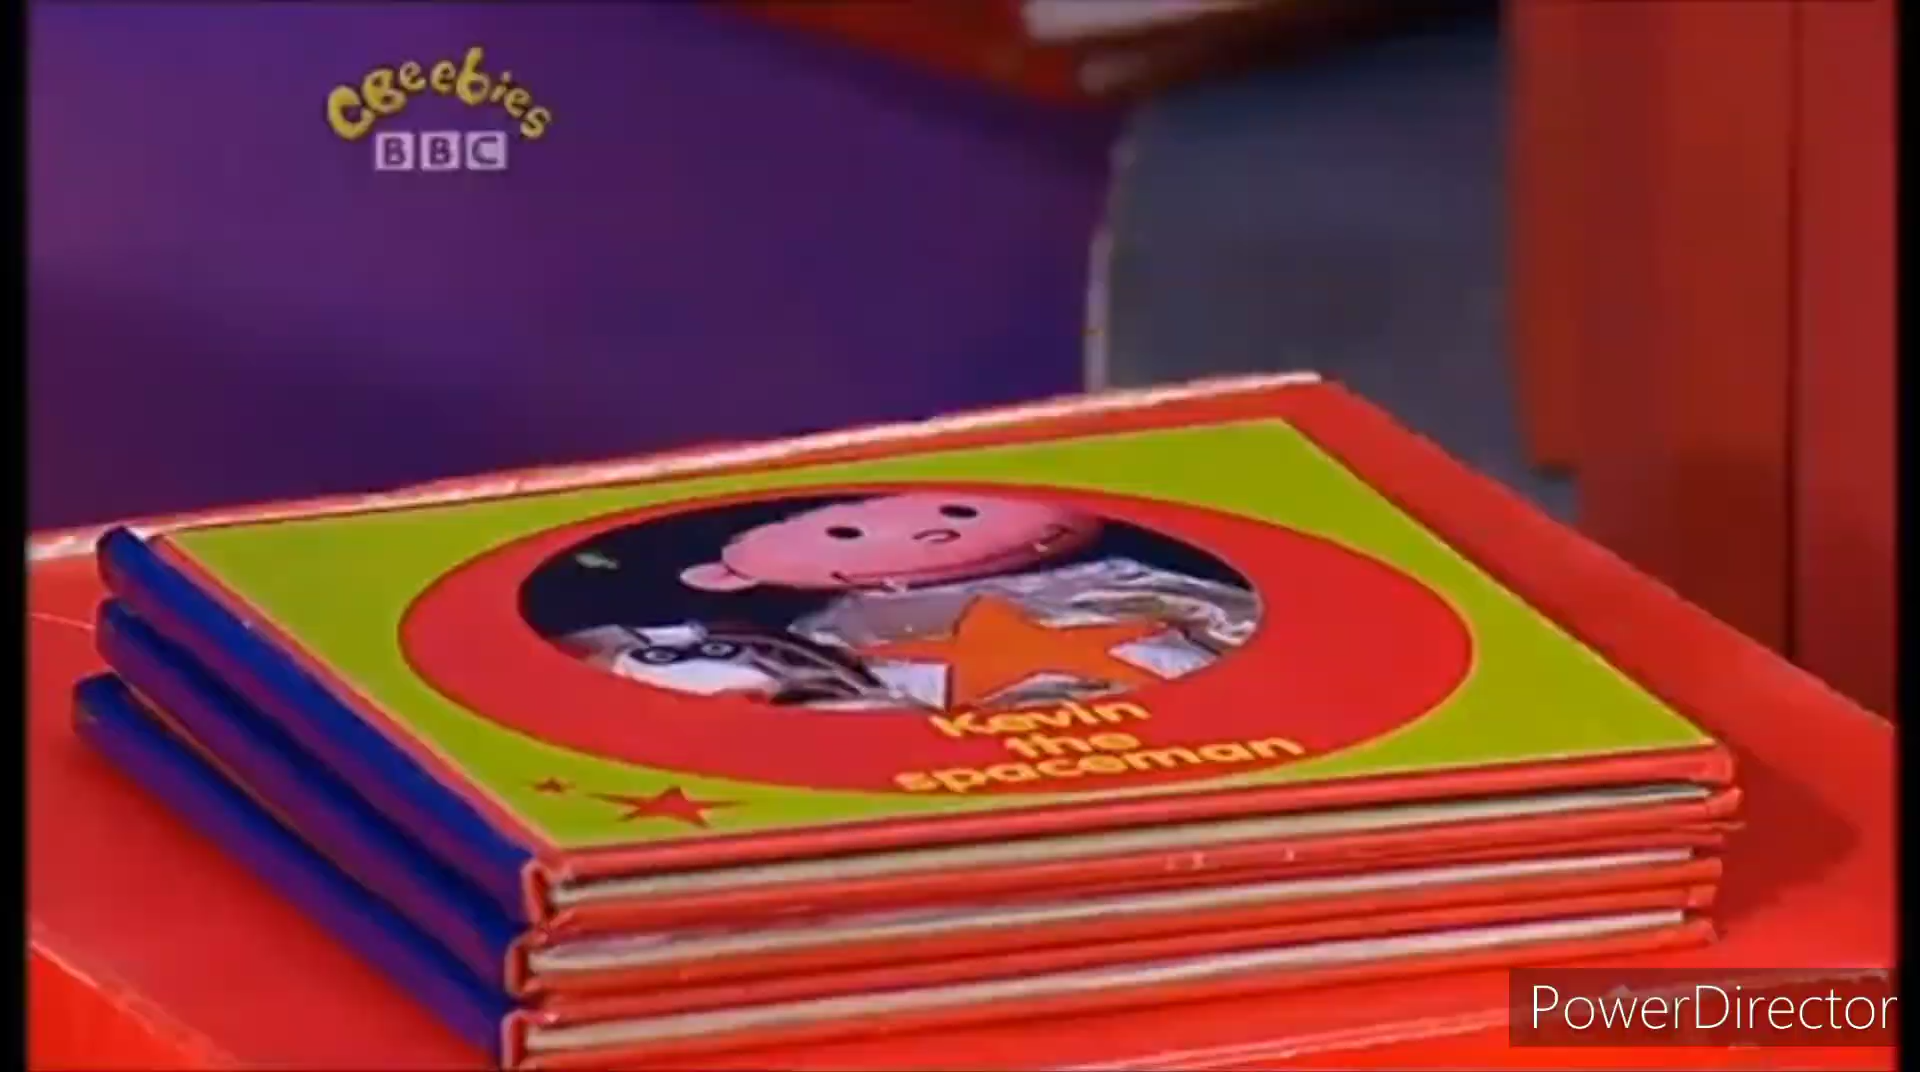 CBeebies
BBC
Kevin
the
spaceman
PowerDirector